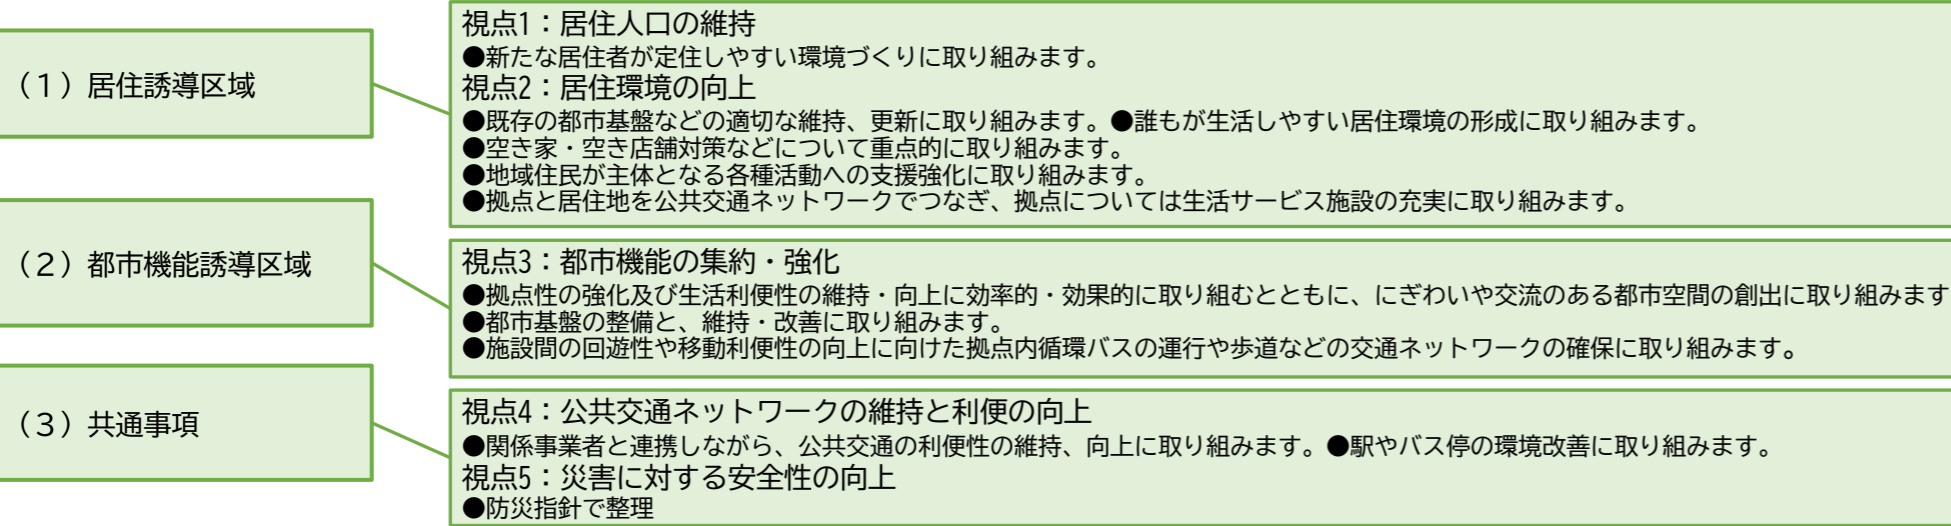 (1)居住誘導区域
視点1:居住人口の維持
●新たな居住者が定住しやすい環境づくりに取り組みます。
視点2:居住環境の向上
●既存の都市基盤などの適切な維持、更新に取り組みます。●誰もが生活しやすい居住環境の形成に取り組みます。
●空き家・空き店舗対策などについて重点的に取り組みます。
●地域住民が主体となる各種活動への支援強化に取り組みます。
●拠点と居住地を公共交通ネットワークでつなぎ、拠点については生活サービス施設の充実に取り組みます。
(2)都市機能誘導区域
視点3:都市機能の集約・強化
●拠点性の強化及び生活利便性の維持・向上に効率的・効果的に取り組むとともに、にぎわいや交流のある都市空間の創出に取り組みます
●都市基盤の整備と、維持・改善に取り組みます。
●施設間の回遊性や移動利便性の向上に向けた拠点内循環バスの運行や歩道などの交通ネットワークの確保に取り組みます。
(3)共通事項
視点4:公共交通ネットワークの維持と利便の向上
●関係事業者と連携しながら、公共交通の利便性の維持、向上に取り組みます。●駅やバス停の環境改善に取り組みます。
視点5:災害に対する安全性の向上
●防災指針で整理